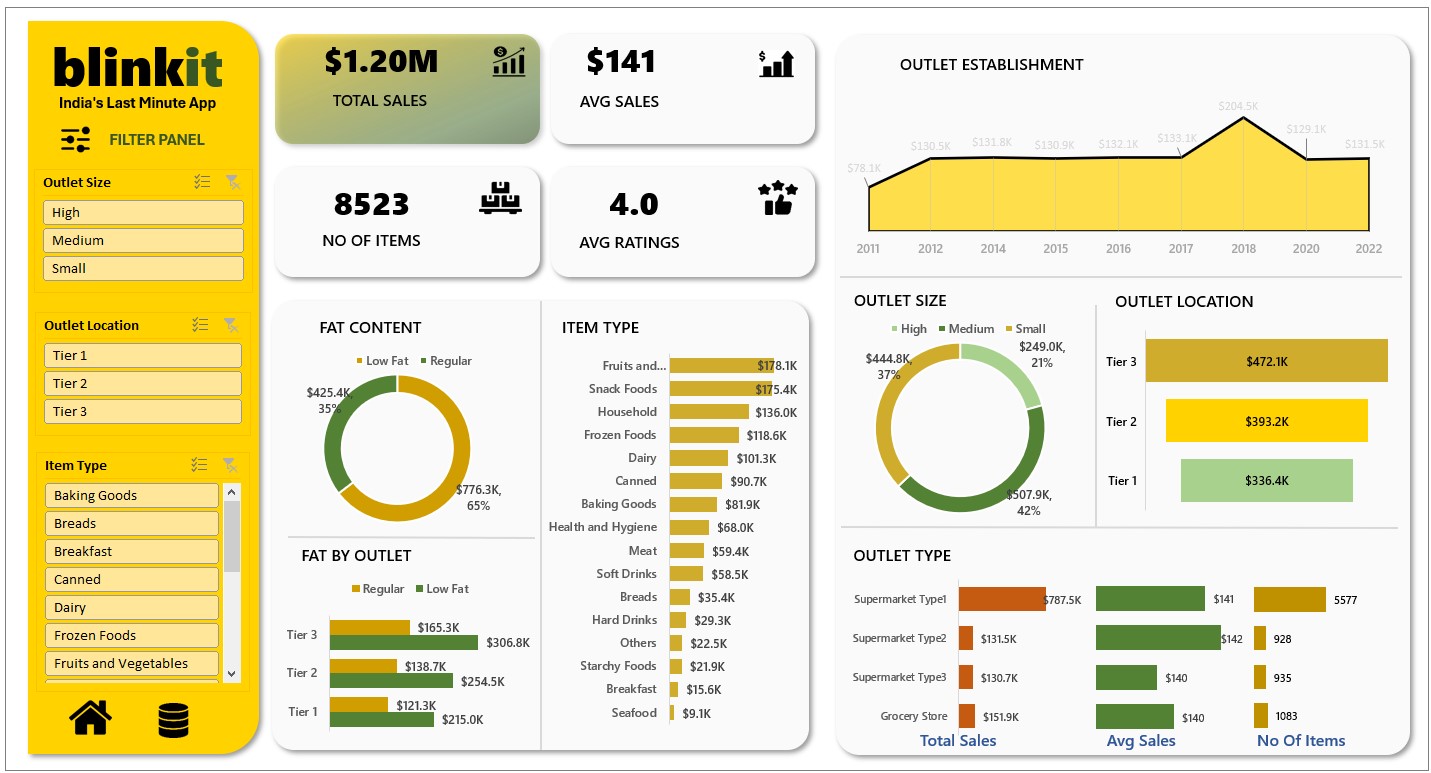 blinkit
India's Last Minute App
FILTER PANEL
Outlet Size
High
Medium
Small
Outlet Location
Tier 1
Tier 2
Tier 3
Item Type
Baking Goods
Breads
Breakfast
Canned
Dairy
Frozen Foods
Fruits and Vegetables
$1.20M
TOTAL SALES
$141
AVG SALES
8523
NO OF ITEMS
4.0
AVG RATINGS
FAT CONTENT
Low Fat Regular
$425.4K,
35%
$776.3K,
65%
FAT BY OUTLET
Regular Low Fat
Tier 3 $165.3K
$306.8K
Tier 2 $138.7K
$254.5K
Tier 1 $121.3K
$215.0K
ITEM TYPE
Fruits and... $178.1K
Snack Foods $175.4K
Household $136.0K
Frozen Foods $118.6K
Dairy $101.3K
Canned $90.7K
Baking Goods $81.9K
Health and Hygiene $68.0K
Meat $59.4K
Soft Drinks $58.5K
Breads $35.4K
Hard Drinks $29.3K
Others $22.5K
Starchy Foods $21.9K
Breakfast $15.6K
Seafood $9.1K
OUTLET ESTABLISHMENT
$78.1K $130.5K $131.8K $130.9K $132.1K $133.1K $204.5K $129.1K $131.5K
2011 2012 2014 2015 2016 2017 2018 2020 2022
OUTLET SIZE
High Medium Small
$444.8K,
37%
$249.0K,
21%
$507.9K,
42%
OUTLET LOCATION
Tier 3 $472.1K
Tier 2 $393.2K
Tier 1 $336.4K
OUTLET TYPE
Supermarket Type1 $787.5K $141 5577
Supermarket Type2 $131.5K $142 928
Supermarket Type3 $130.7K $140 935
Grocery Store $151.9K $140 1083
Total Sales Avg Sales No Of Items